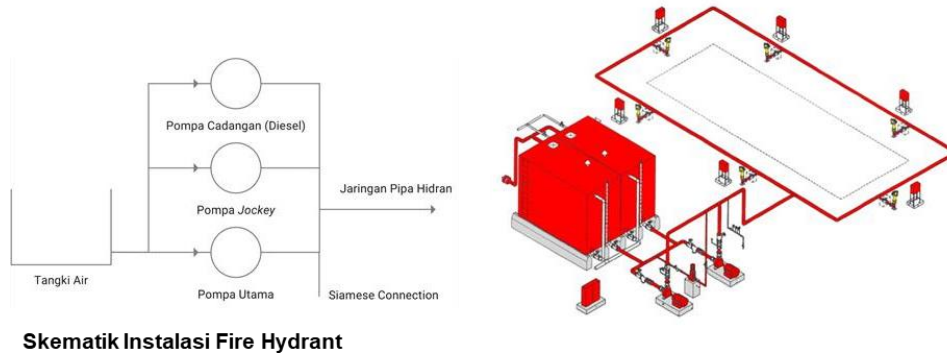 Pompa Cadangan (Diesel)
Pompa Jockey
Jaringan Pipa Hidran
Tangki Air
Pompa Utama
Siamese Connection
Skematik Instalasi Fire Hydrant